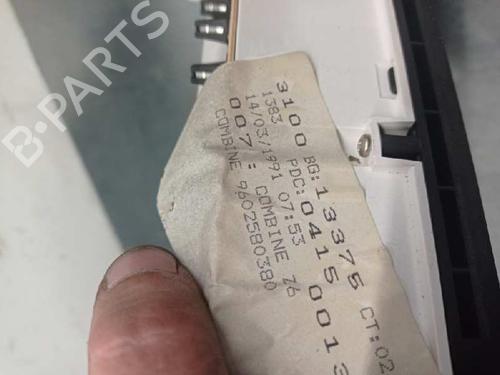 B-PARTS
3100 BG:13375 CT:02
1383 PDC:0415 0013
14/03/1991 07:53
007 : COMBINE Z6
COMBINE 9602580380